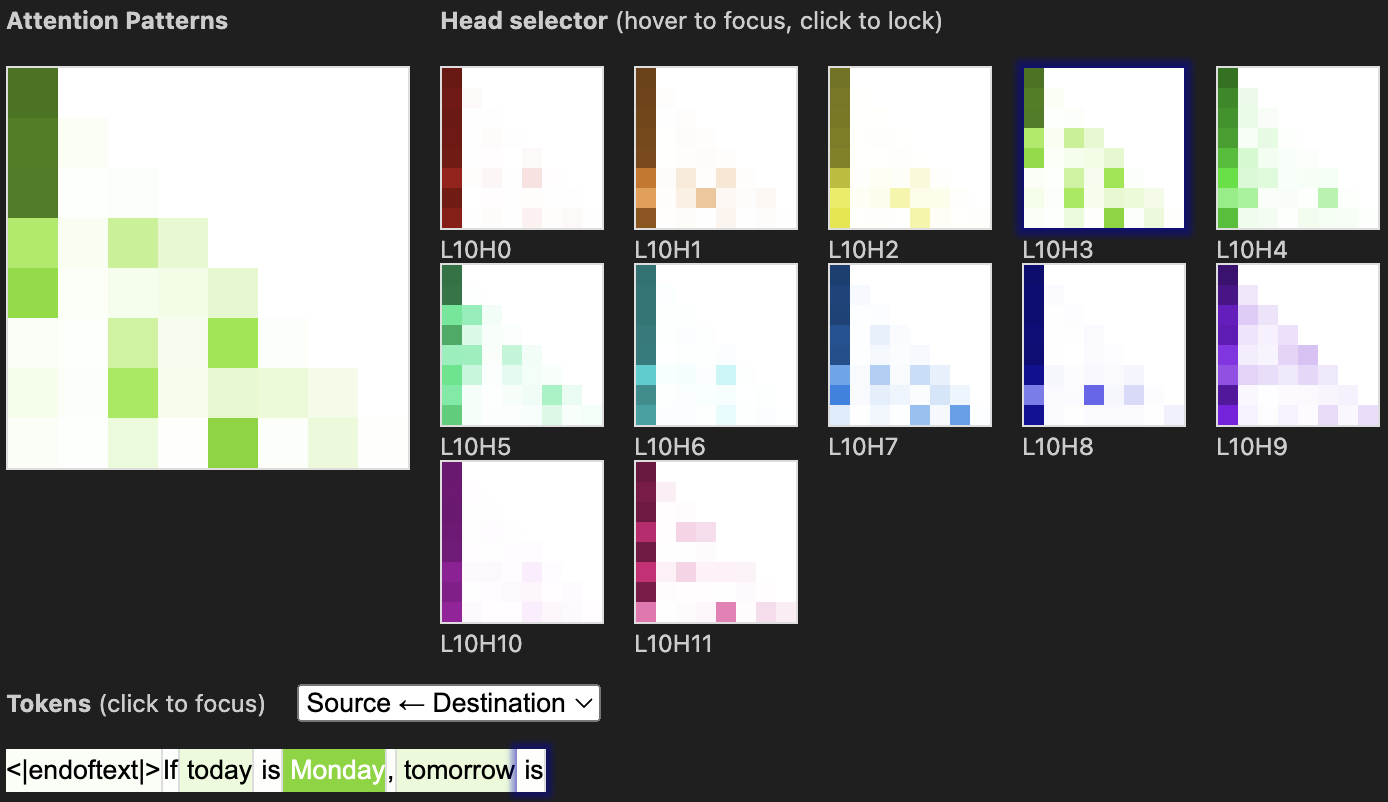 Attention Patterns
Head selector (hover to focus, click to lock)
L10H0 L10H1 L10H2 L10H3 L10H4
L10H5 L10H6 L10H7 L10H8 L10H9
L10H10 L10H11
Tokens (click to focus) Source ← Destination
<|endoftext|>If today is Monday, tomorrow is